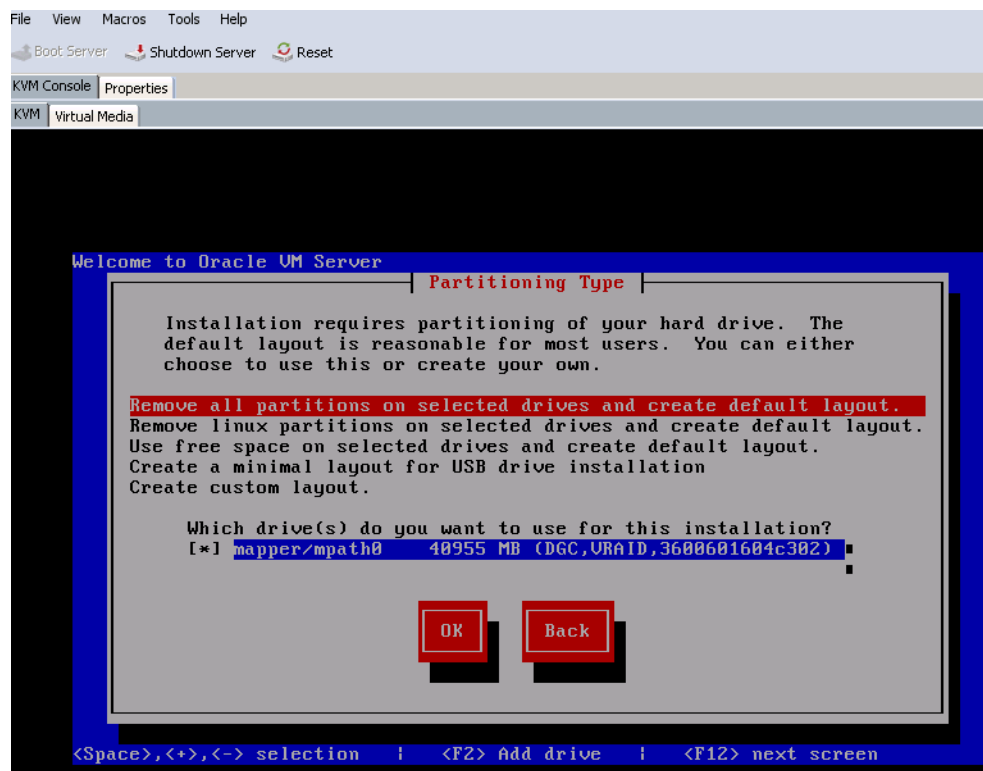 File View Macros Tools Help
Boot Server Shutdown Server Reset
KVM Console Properties
KVM Virtual Media
Welcome to Oracle VM Server
Partitioning Type
Installation requires partitioning of your hard drive. The
default layout is reasonable for most users. You can either
choose to use this or create your own.
Remove all partitions on selected drives and create default layout.
Remove linux partitions on selected drives and create default layout.
Use free space on selected drives and create default layout.
Create a minimal layout for USB drive installation
Create custom layout.
Which drive(s) do you want to use for this installation?
[*] mapper/mpath0 40955 MB (DGC,VRAID,3600601604c302)
OK Back
<Space>,<+>,<-> selection | <F2> Add drive | <F12> next screen